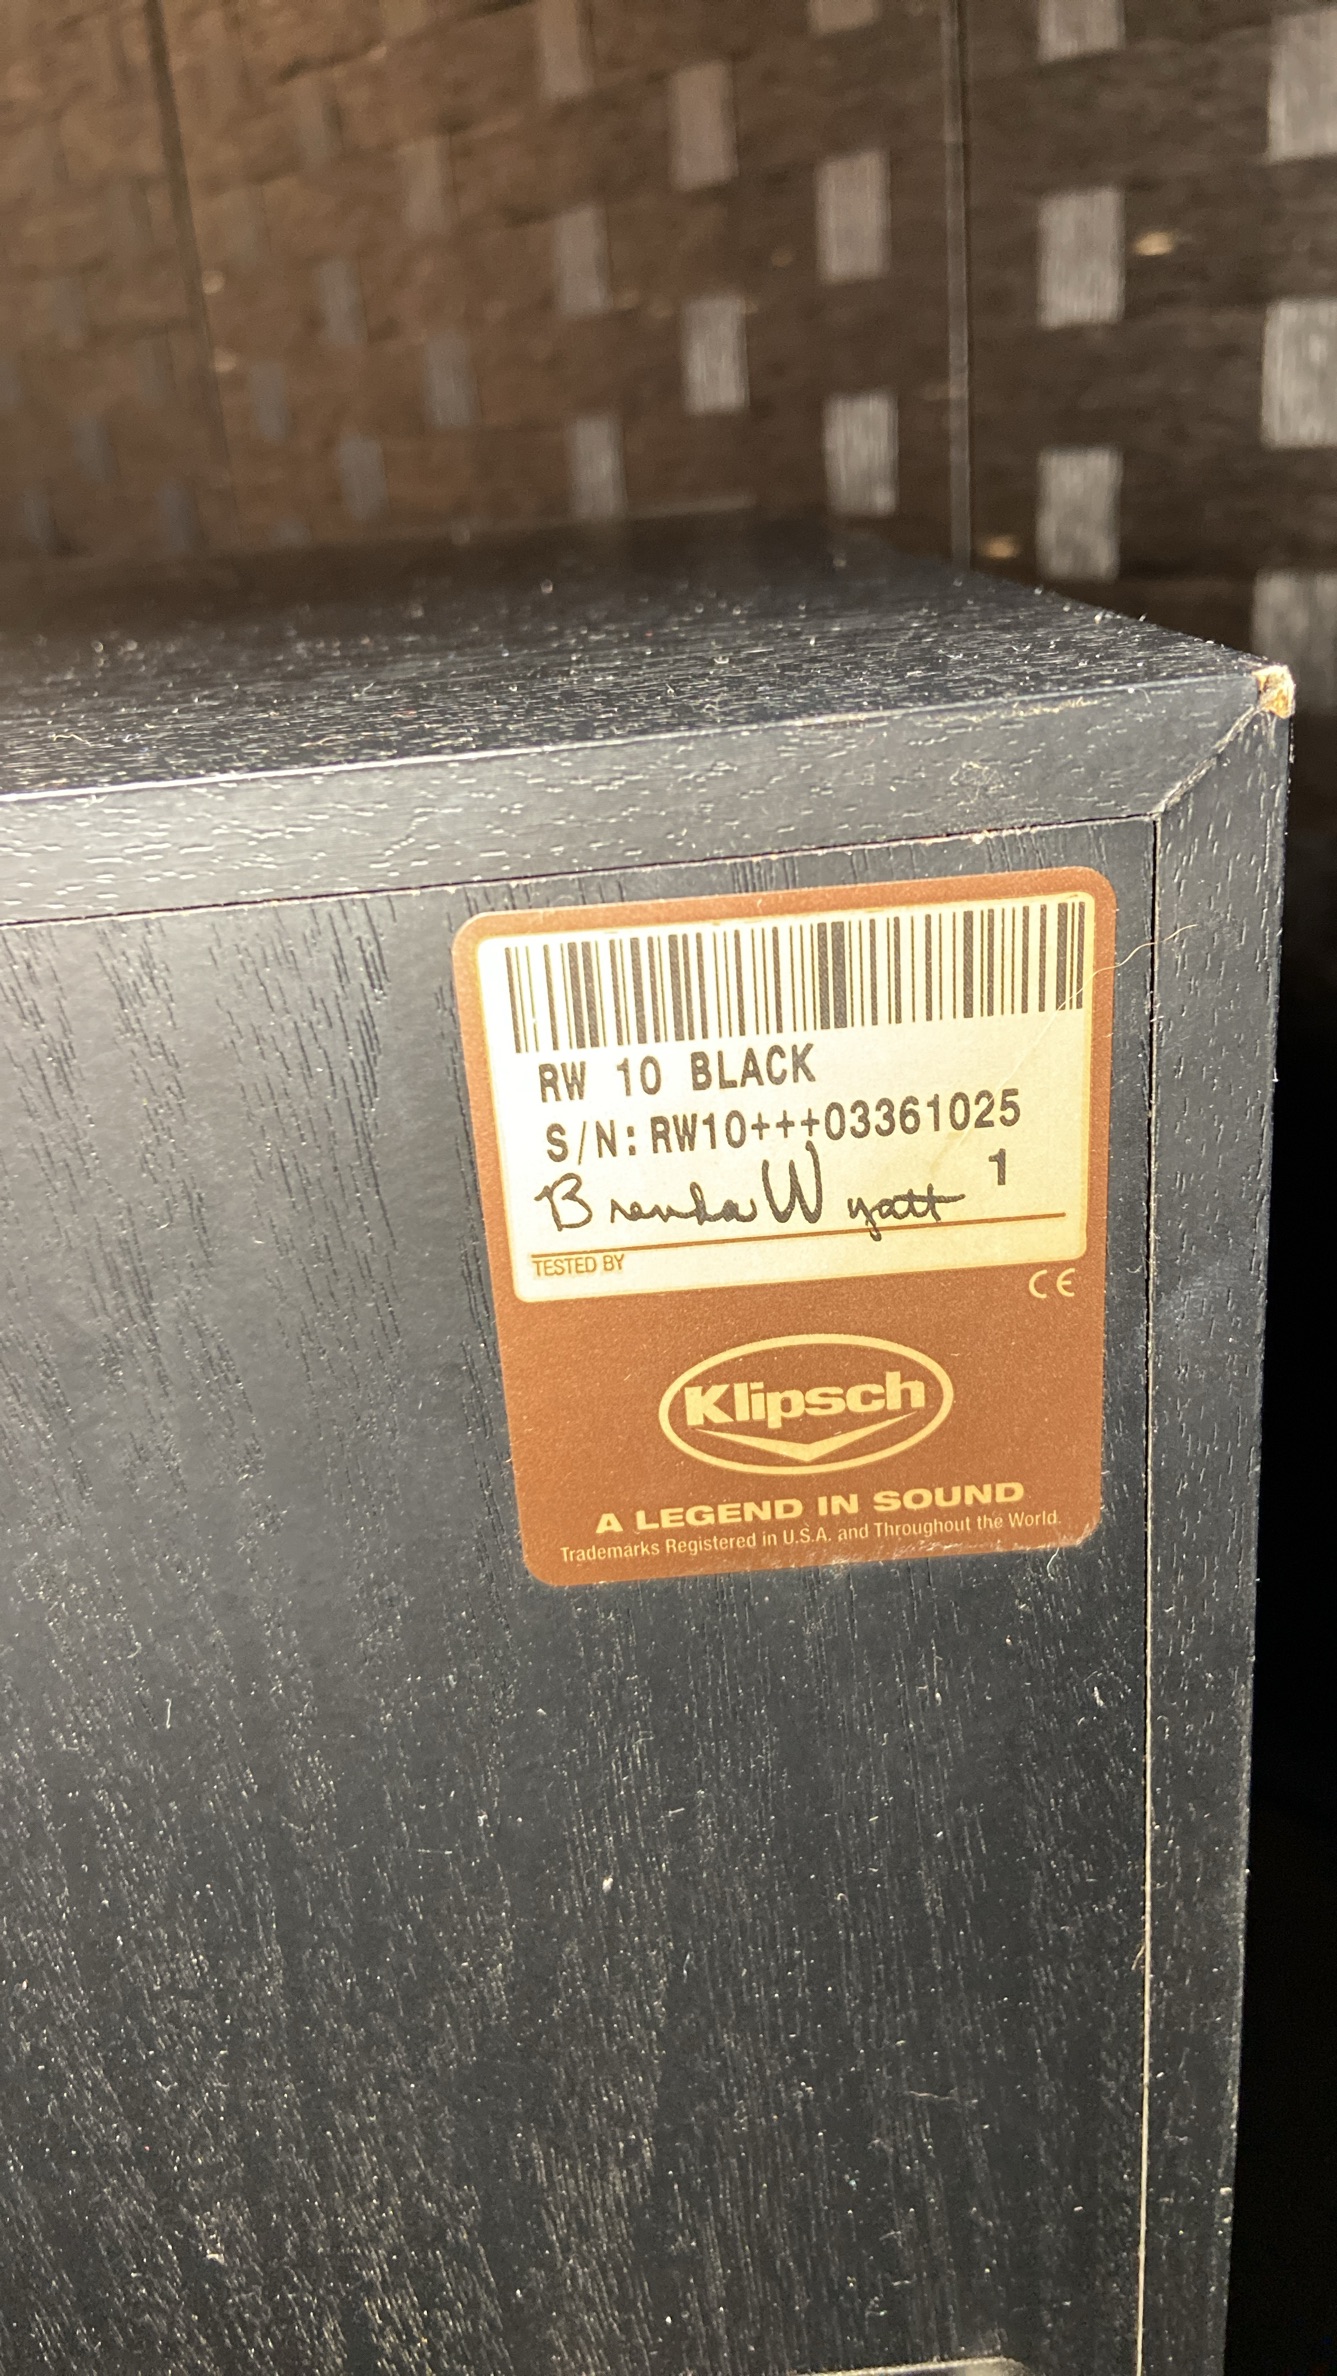 RW 10 BLACK
S/N: RW10+++03361025
Brenda Wyatt 1
TESTED BY
CE
Klipsch
A LEGEND IN SOUND
Trademarks Registered in U.S.A. and Throughout the World.